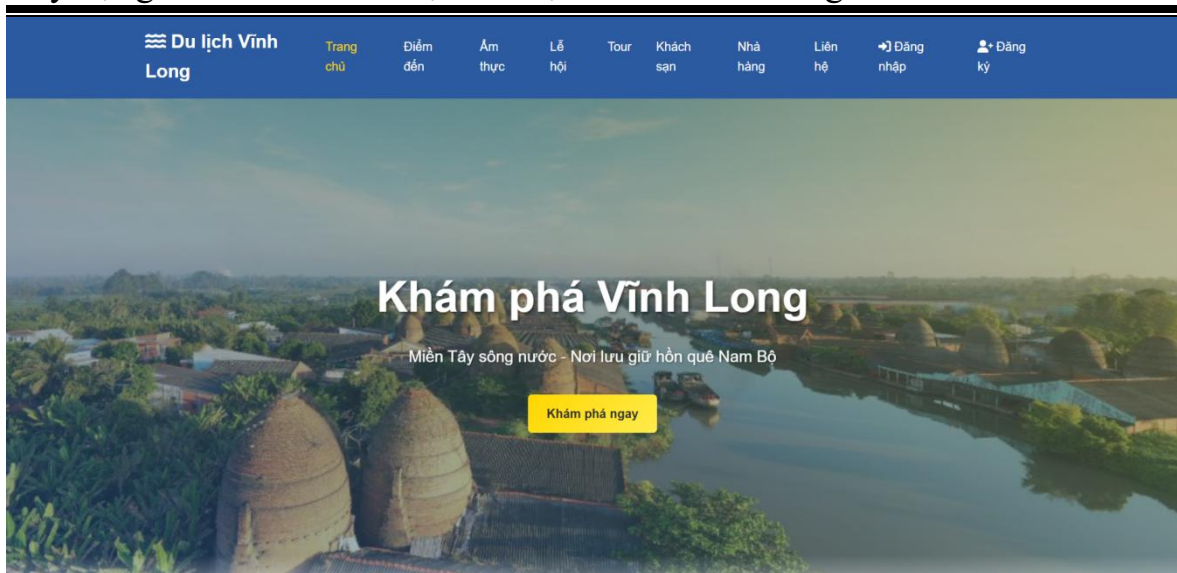 Du lịch Vĩnh
Long
Trang
chủ
Điểm
đến
Ẩm
thực
Lễ
hội
Tour
Khách
sạn
Nhà
hàng
Liên
hệ
Đăng
nhập
Đăng
ký
Khám phá Vĩnh Long
Miền Tây sông nước - Nơi lưu giữ hồn quê Nam Bộ
Khám phá ngay